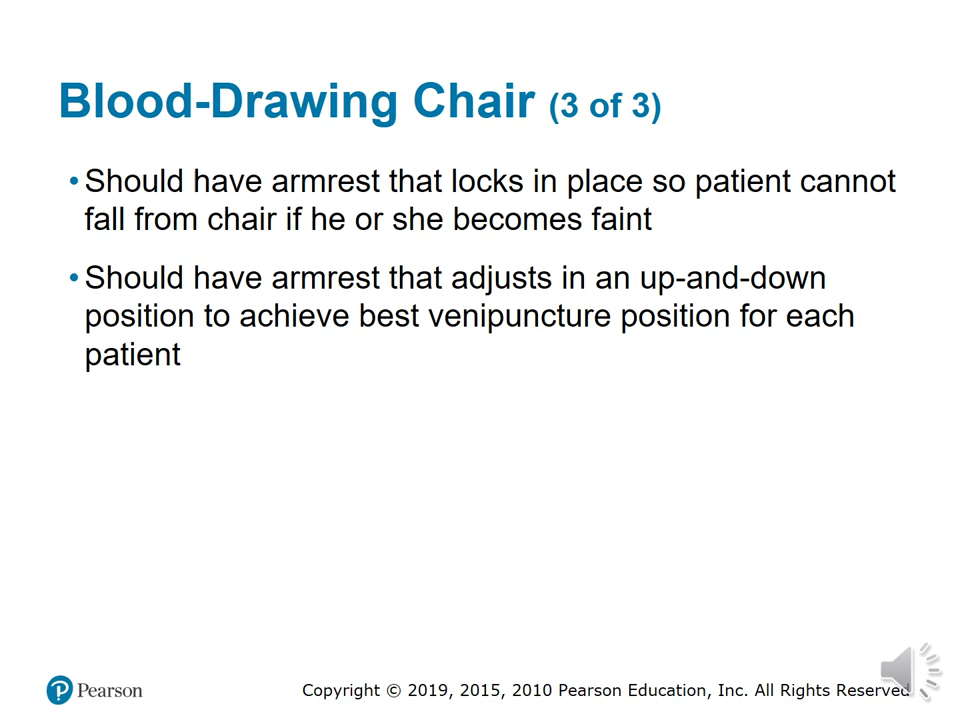 Blood-Drawing Chair (3 of 3)
• Should have armrest that locks in place so patient cannot
fall from chair if he or she becomes faint
• Should have armrest that adjusts in an up-and-down
position to achieve best venipuncture position for each
patient
Pearson
Copyright © 2019, 2015, 2010 Pearson Education, Inc. All Rights Reserved